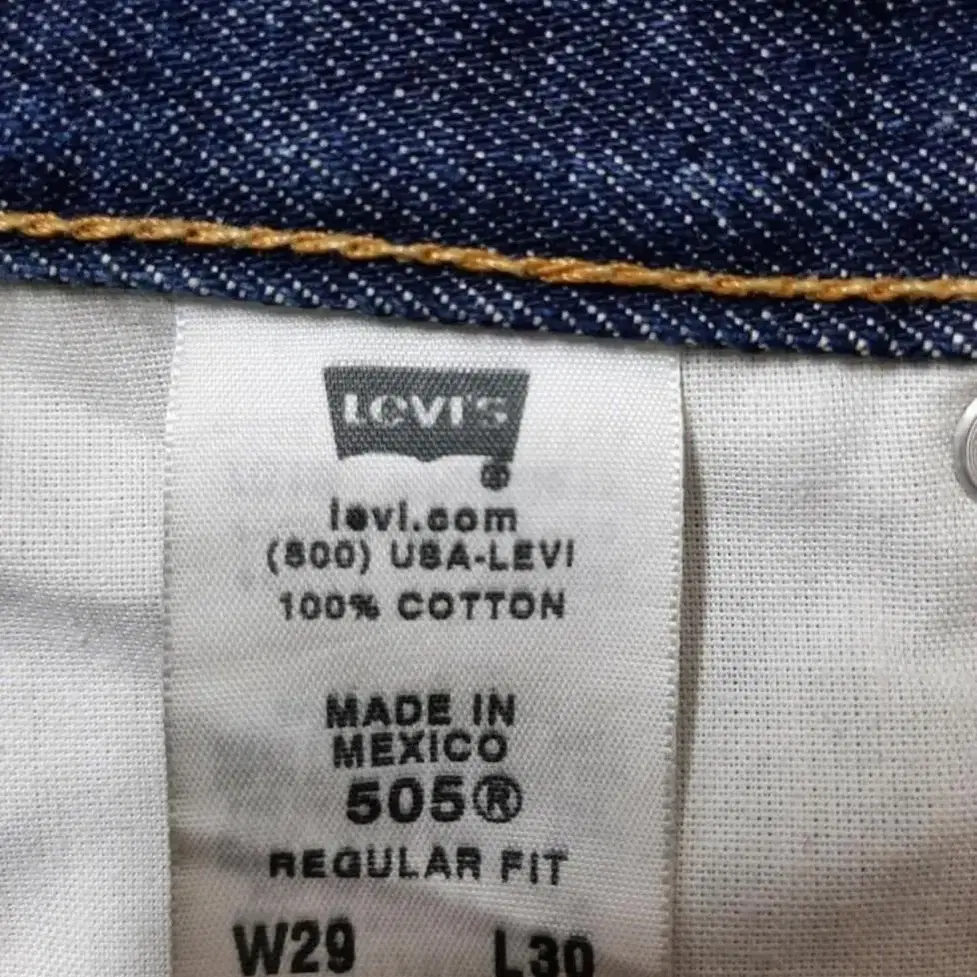 LEVI'S
®
levi.com
(800) USA-LEVI
100% COTTON
MADE IN
MEXICO
505®
REGULAR FIT
W29 L30